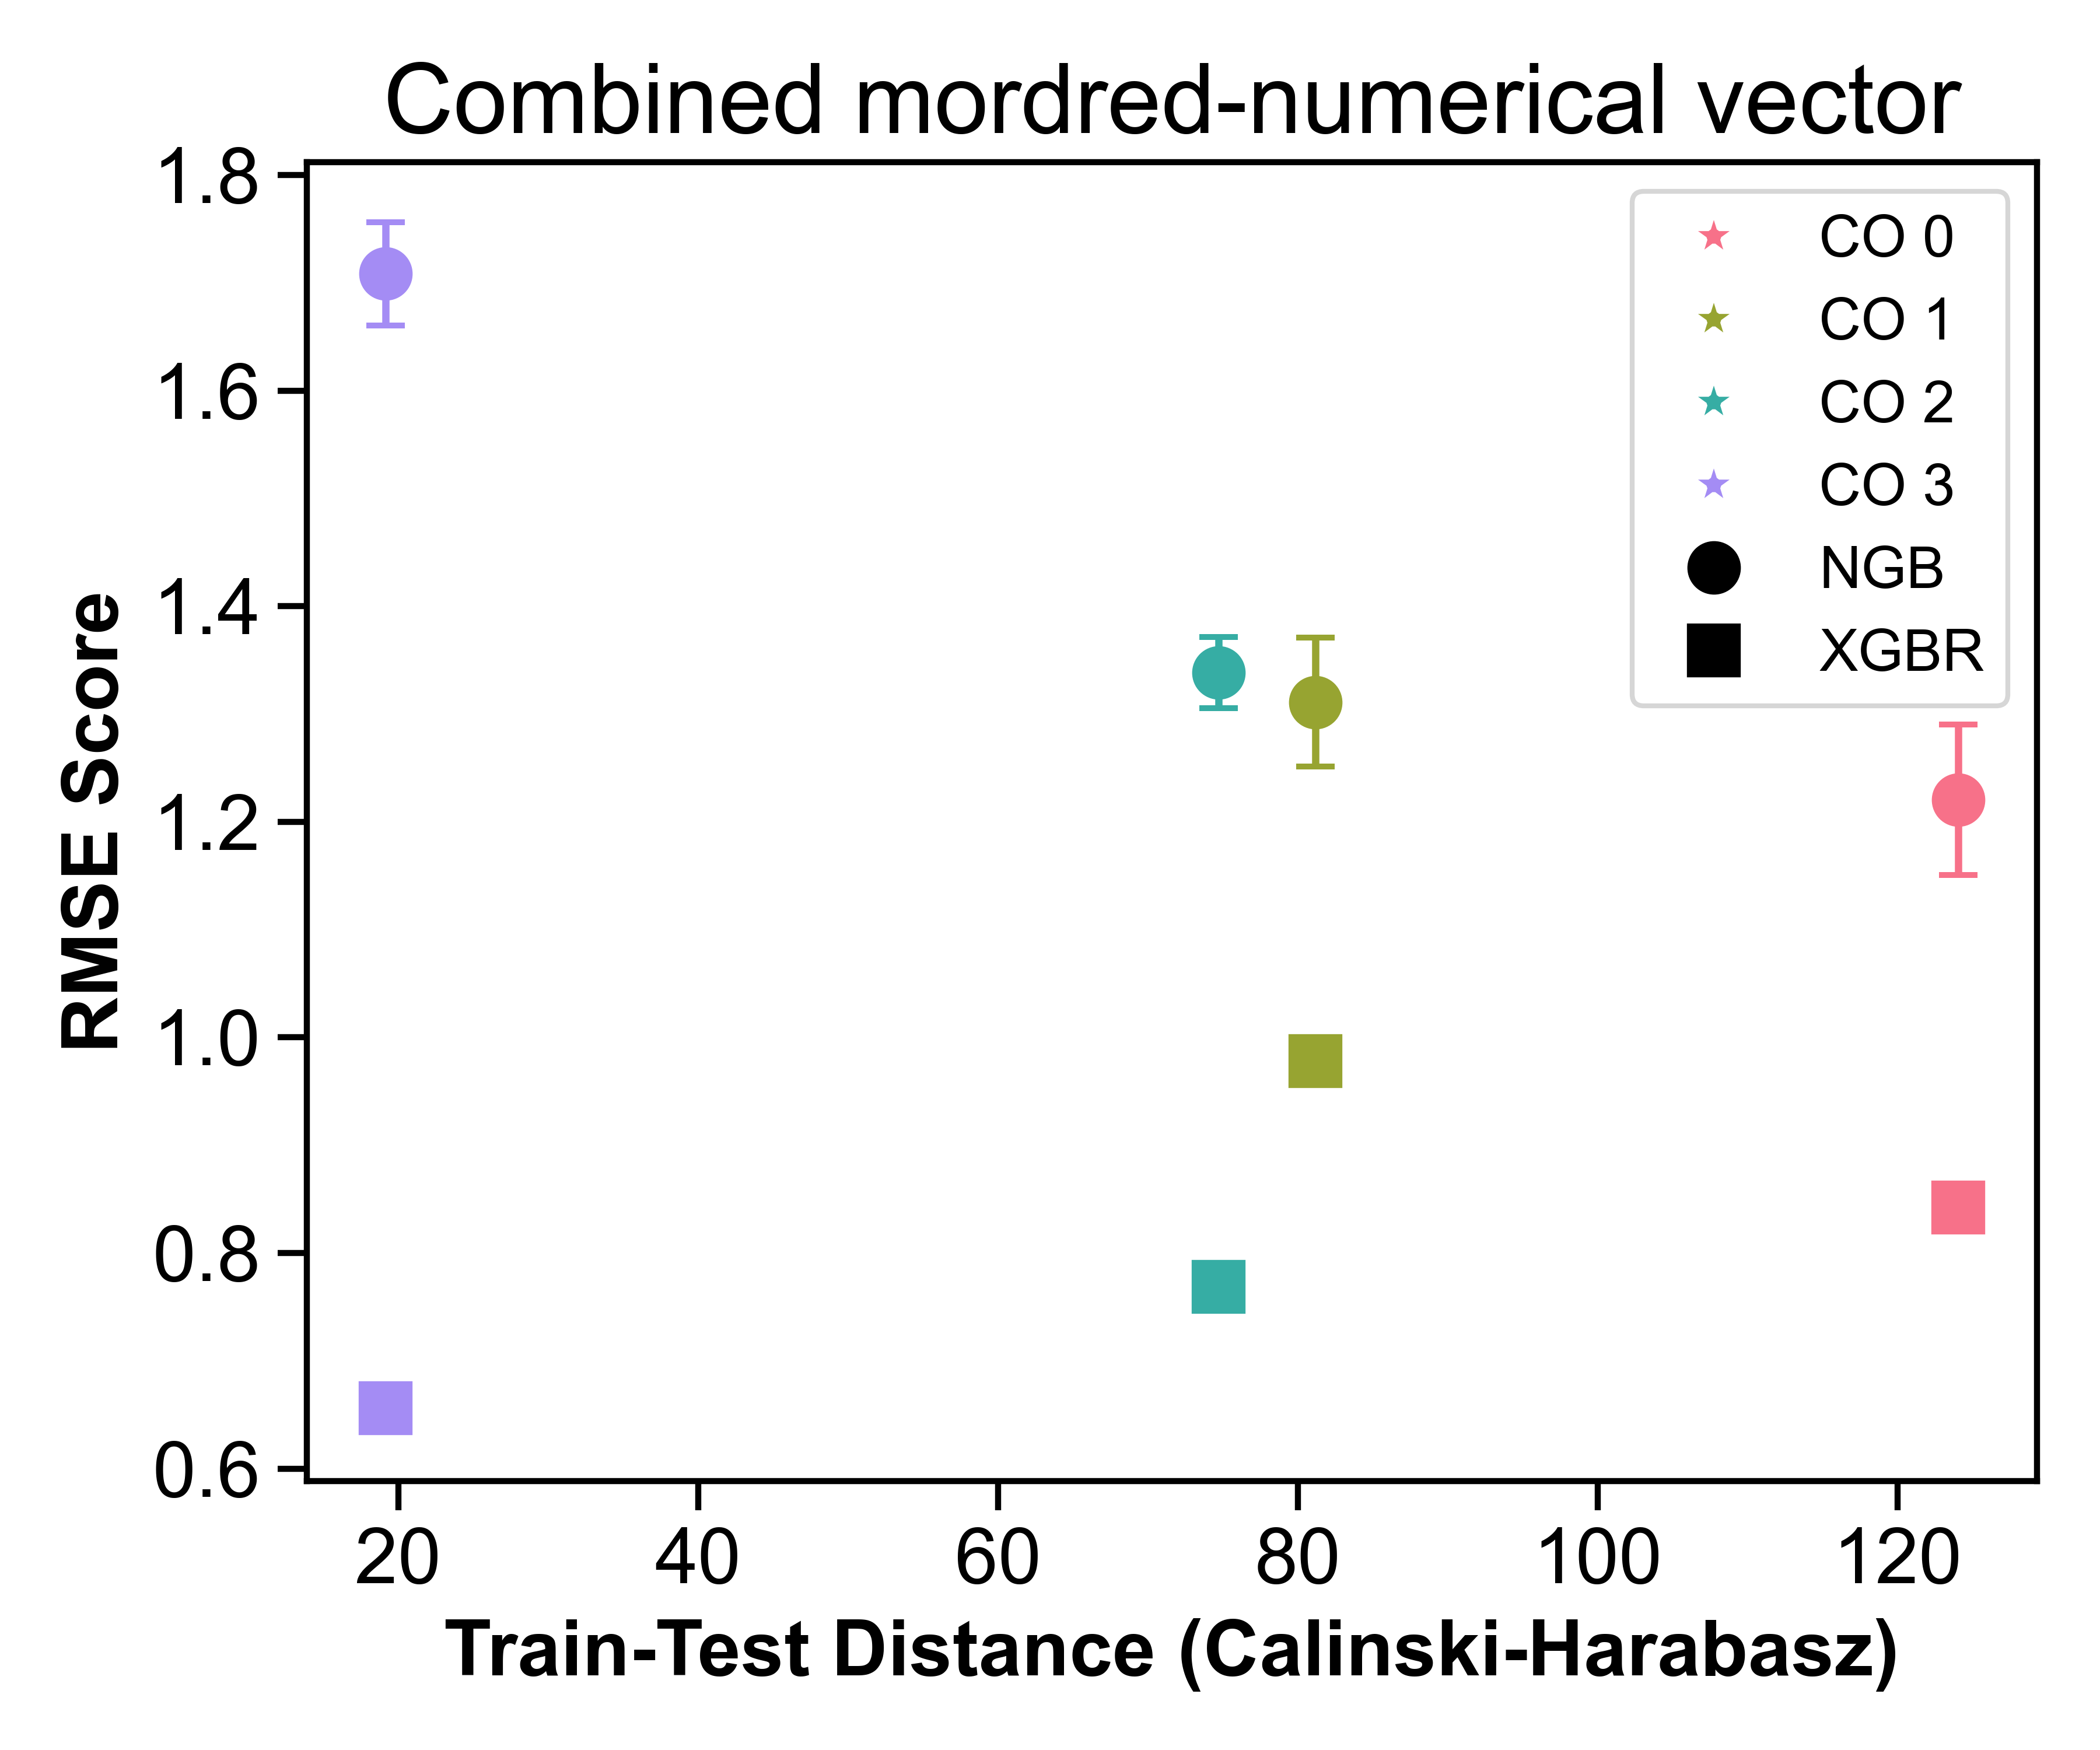 Combined mordred-numerical vector
1.8
1.6
1.4
1.2
1.0
0.8
0.6
RMSE Score
CO 0
CO 1
CO 2
CO 3
NGB
XGBR
20 40 60 80 100 120
Train-Test Distance (Calinski-Harabasz)